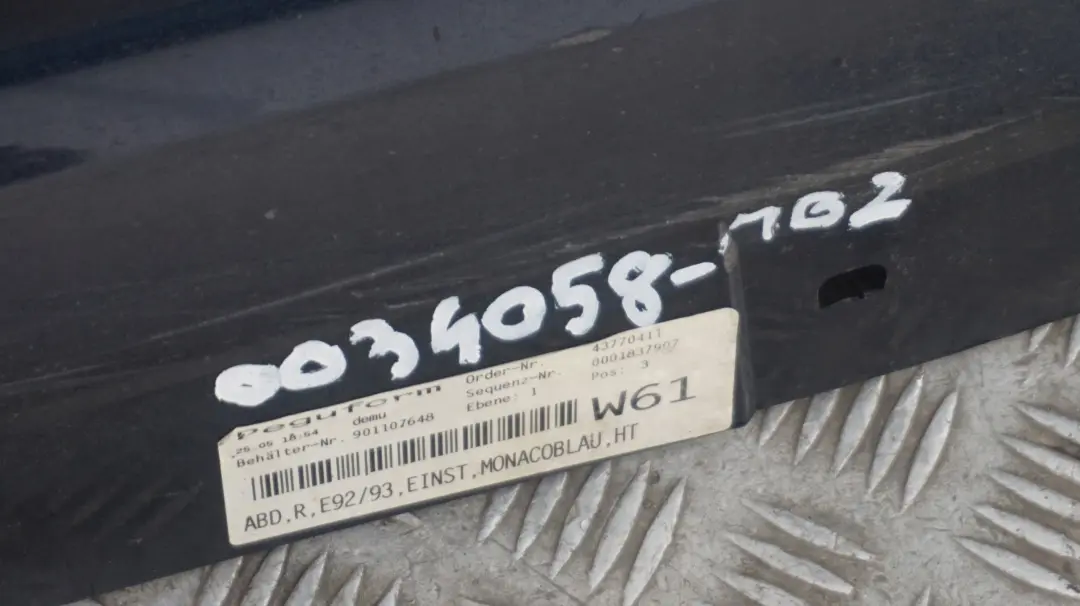 0034058-702
Peguform
demu
25.05 18:54
Behälter-Nr. 901107648
Order-Nr. 43770411
Sequenz-Nr. 0001837907
Ebene: 1 Pos: 3
W61
ABD,R,E92/93,EINST,MONACOBLAU,HT